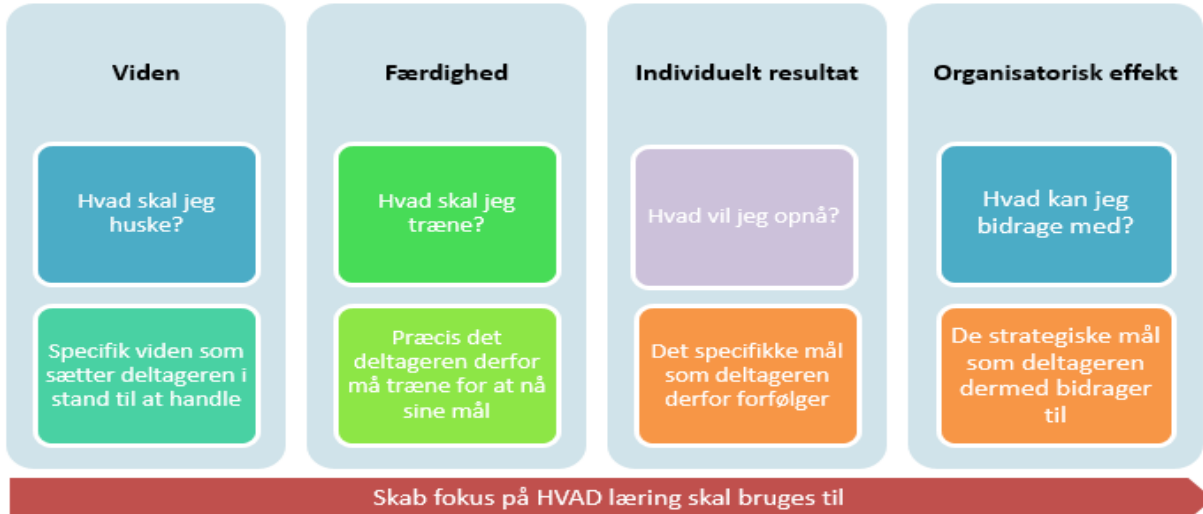 Viden
Hvad skal jeg
huske?
Specifik viden som
sætter deltageren i
stand til at handle
Færdighed
Hvad skal jeg
træne?
Præcis det
deltageren derfor
må træne for at nå
sine mål
Individuelt resultat
Hvad vil jeg opnå?
Det specifikke mål
som deltageren
derfor forfølger
Organisatorisk effekt
Hvad kan jeg
bidrage med?
De strategiske mål
som deltageren
dermed bidrager
til
Skab fokus på HVAD læring skal bruges til